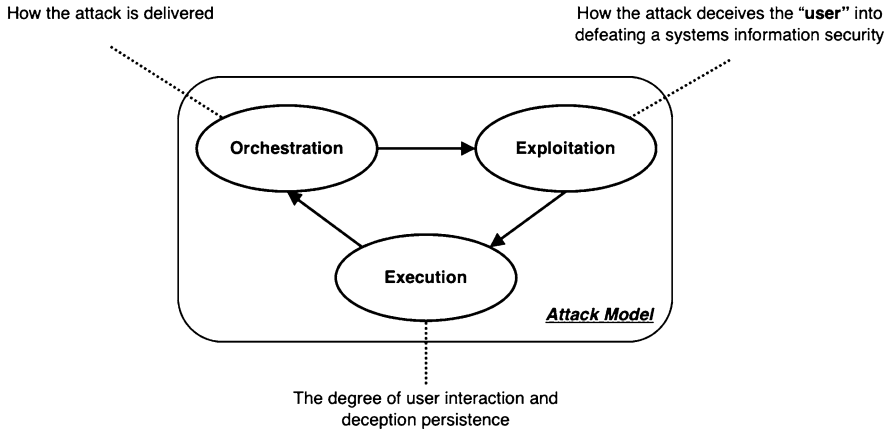 How the attack is delivered
How the attack deceives the “user” into
defeating a systems information security
Orchestration
Exploitation
Execution
Attack Model
The degree of user interaction and
deception persistence